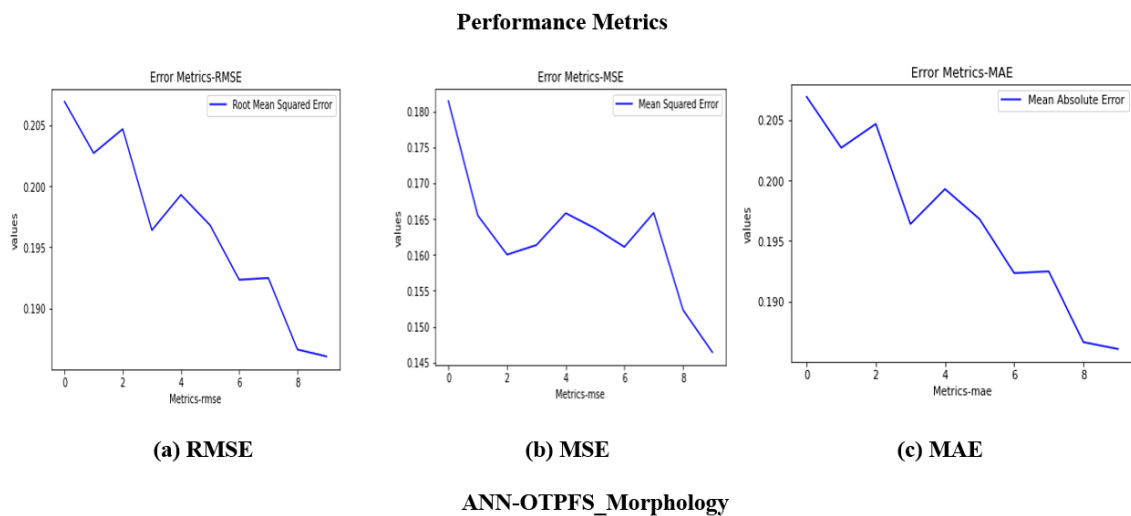 Performance Metrics
Error Metrics-RMSE
Root Mean Squared Error
0.205
0.200
0.195
0.190
values
0 2 4 6 8
Metrics-rmse
Error Metrics-MSE
Mean Squared Error
0.180
0.175
0.170
0.165
0.160
0.155
0.150
0.145
values
0 2 4 6 8
Metrics-mse
Error Metrics-MAE
Mean Absolute Error
0.205
0.200
0.195
0.190
values
0 2 4 6 8
Metrics-mae
(a) RMSE
(b) MSE
(c) MAE
ANN-OTPFS_Morphology